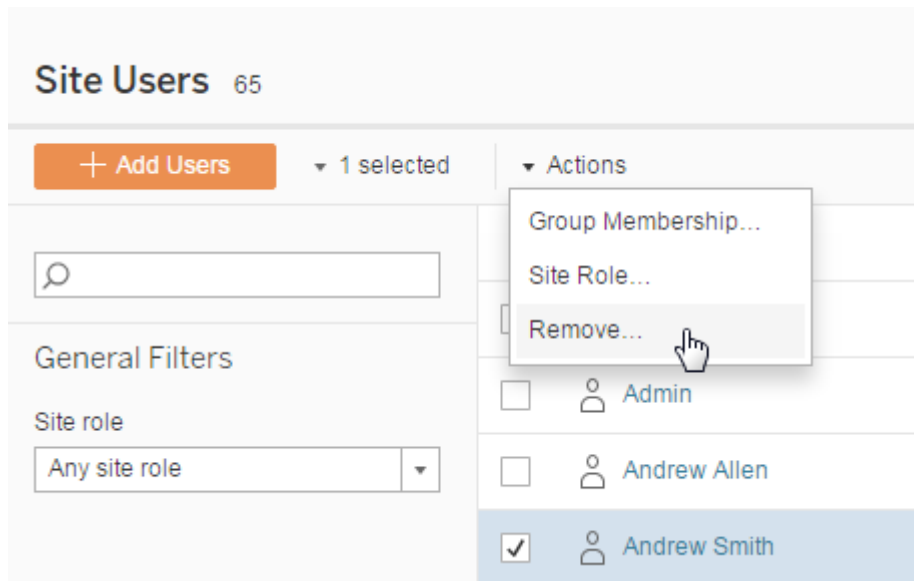 Site Users 65
+ Add Users 1 selected Actions
Group Membership...
Site Role...
Remove...
General Filters
Site role
Any site role
Admin
Andrew Allen
Andrew Smith